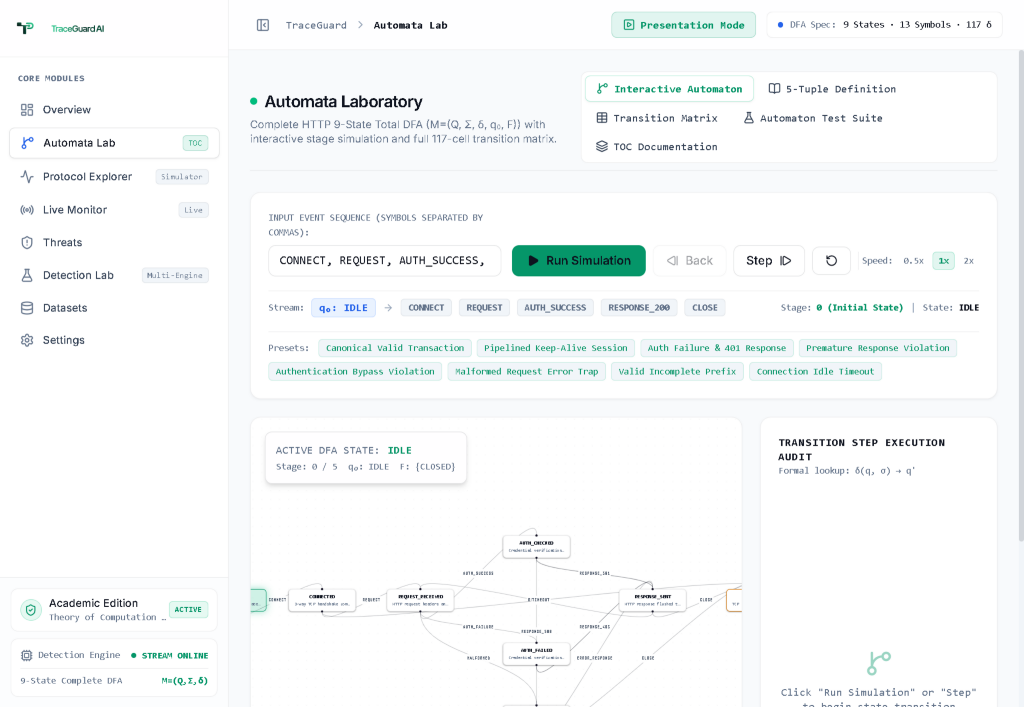 TraceGuard AI
CORE MODULES
Overview
Automata Lab TOC
Protocol Explorer Simulator
Live Monitor Live
Threats
Detection Lab Multi-Engine
Datasets
Settings
Academic Edition
Theory of Computation … ACTIVE
Detection Engine STREAM ONLINE
9-State Complete DFA M=(Q,Σ,δ)
TraceGuard > Automata Lab
Presentation Mode
DFA Spec: 9 States · 13 Symbols · 117 δ
Automata Laboratory
Complete HTTP 9-State Total DFA (M=(Q, Σ, δ, q₀, F)) with
interactive stage simulation and full 117-cell transition matrix.
Interactive Automaton
5-Tuple Definition
Transition Matrix
Automaton Test Suite
TOC Documentation
INPUT EVENT SEQUENCE (SYMBOLS SEPARATED BY
COMMAS):
CONNECT, REQUEST, AUTH_SUCCESS,
Run Simulation
Back
Step
Speed: 0.5x 1x 2x
Stream: q₀: IDLE → CONNECT REQUEST AUTH_SUCCESS RESPONSE_200 CLOSE
Stage: 0 (Initial State) | State: IDLE
Presets: Canonical Valid Transaction Pipelined Keep-Alive Session Auth Failure & 401 Response Premature Response Violation
Authentication Bypass Violation Malformed Request Error Trap Valid Incomplete Prefix Connection Idle Timeout
ACTIVE DFA STATE: IDLE
Stage: 0 / 5 q₀: IDLE F: {CLOSED}
AUTH_CHECKED
Credential verification…
AUTH_SUCCESS
CONNECT
CONNECTED
REQUEST
REQUEST_RECEIVED
RESPONSE_SENT
CLOSE
AUTH_FAILURE
AUTH_FAILED
Credential verification…
MALFORMED
ERROR_RESPONSE
CLOSE
TRANSITION STEP EXECUTION
AUDIT
Formal lookup: δ(q, σ) → q'
Click "Run Simulation" or "Step"
to begin state transition